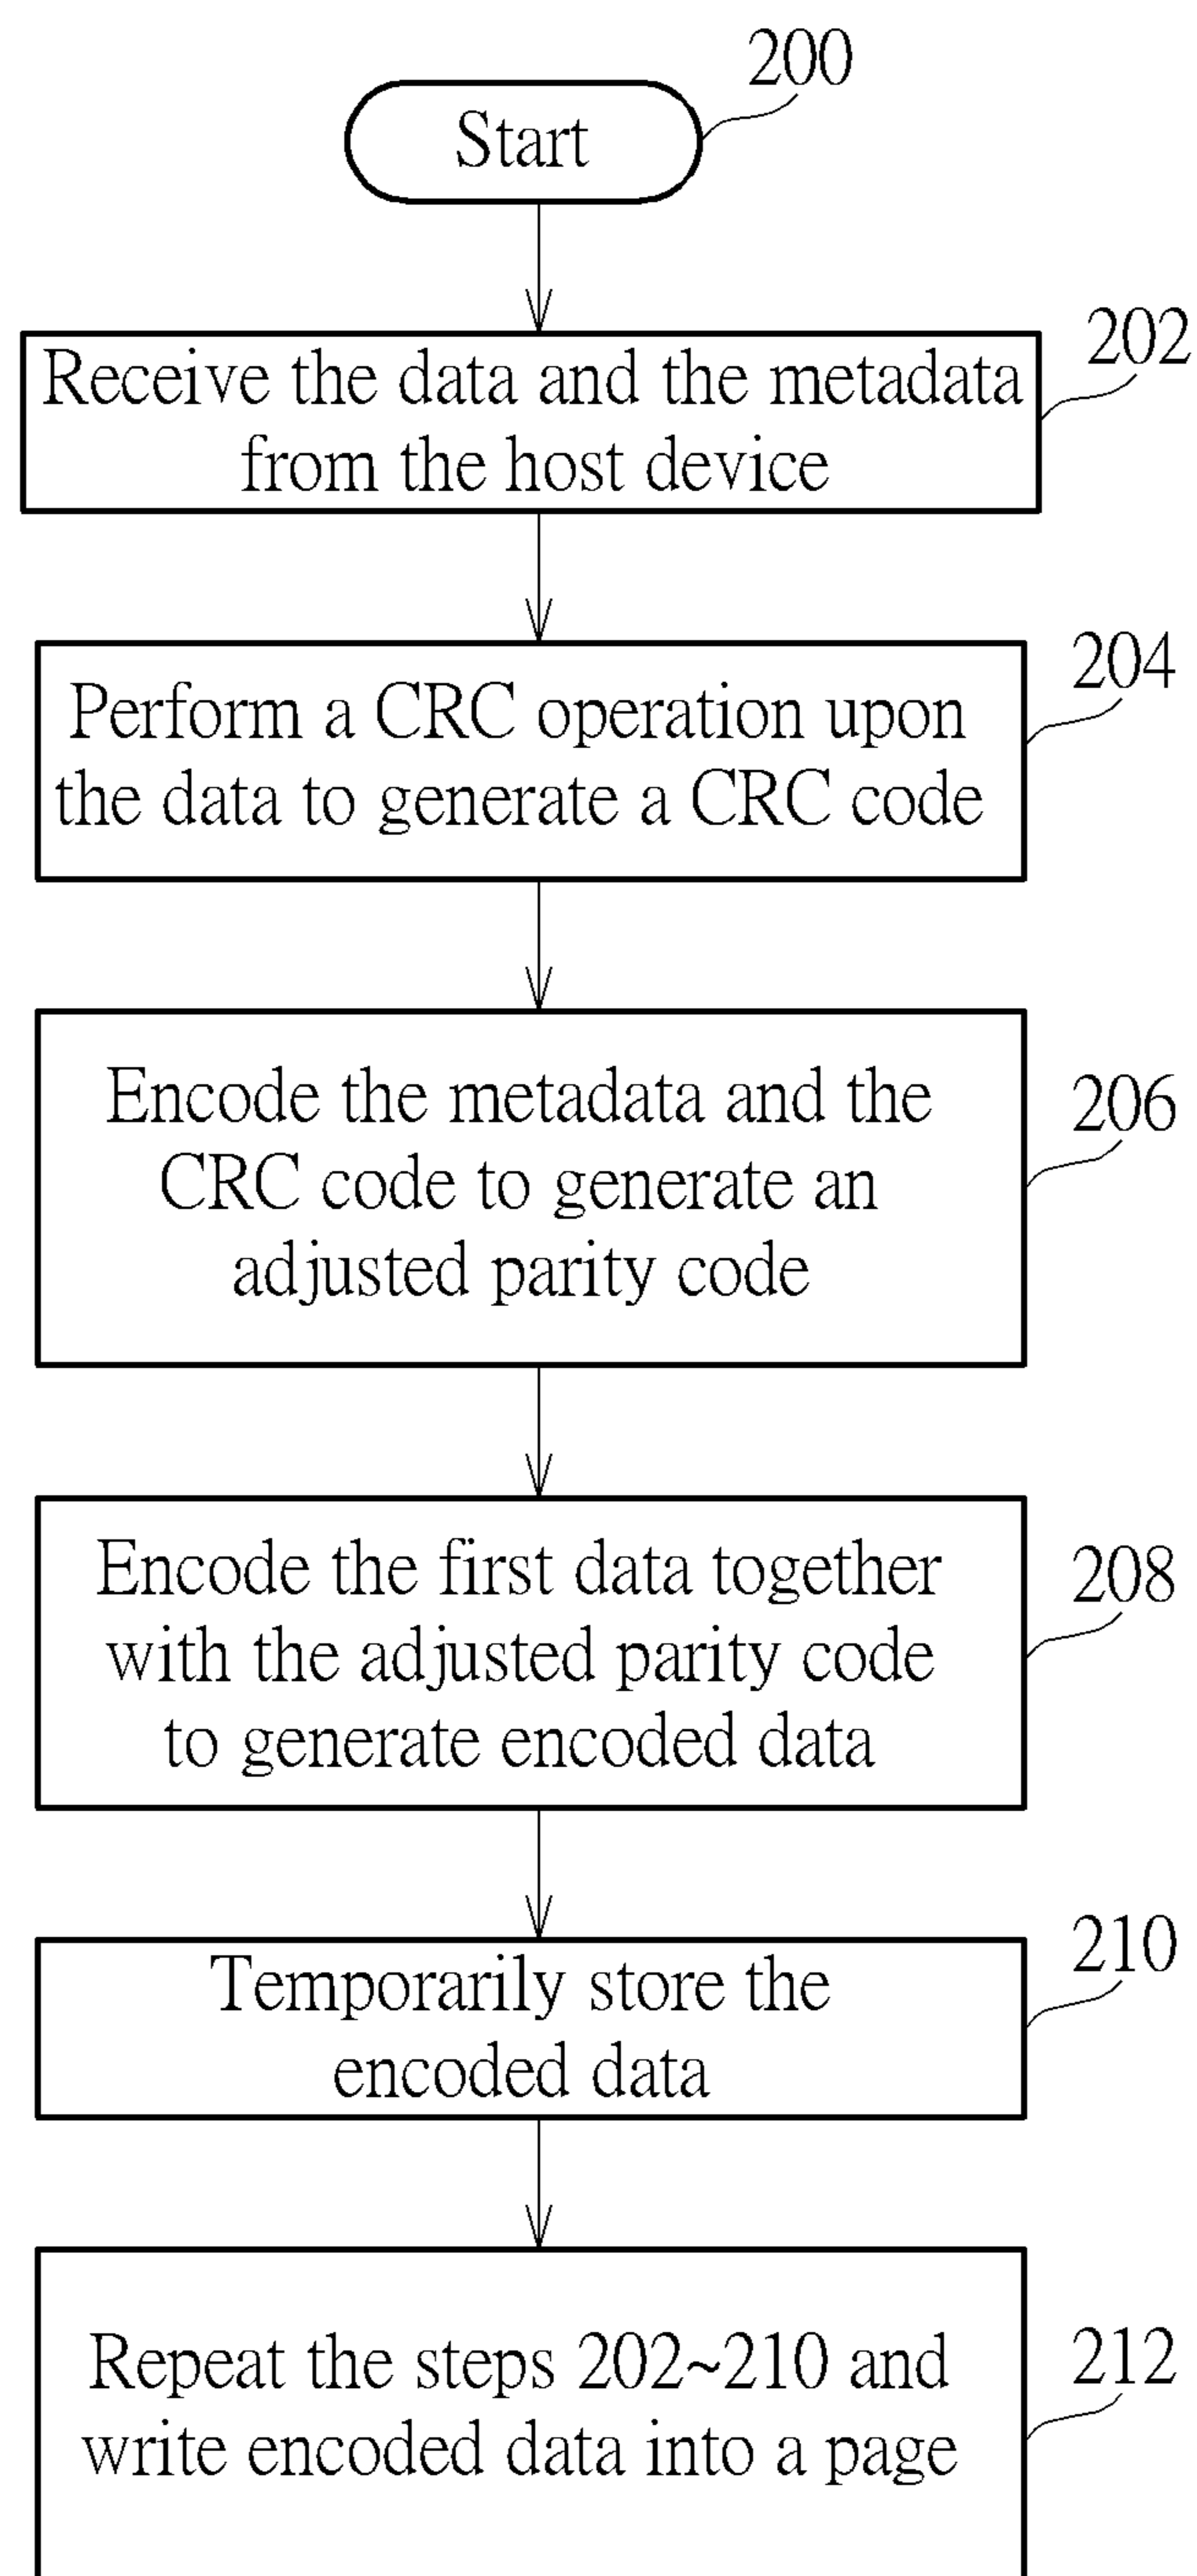 200
Start
202
Receive the data and the metadata
from the host device
204
Perform a CRC operation upon
the data to generate a CRC code
206
Encode the metadata and the
CRC code to generate an
adjusted parity code
208
Encode the first data together
with the adjusted parity code
to generate encoded data
210
Temporarily store the
encoded data
212
Repeat the steps 202~210 and
write encoded data into a page